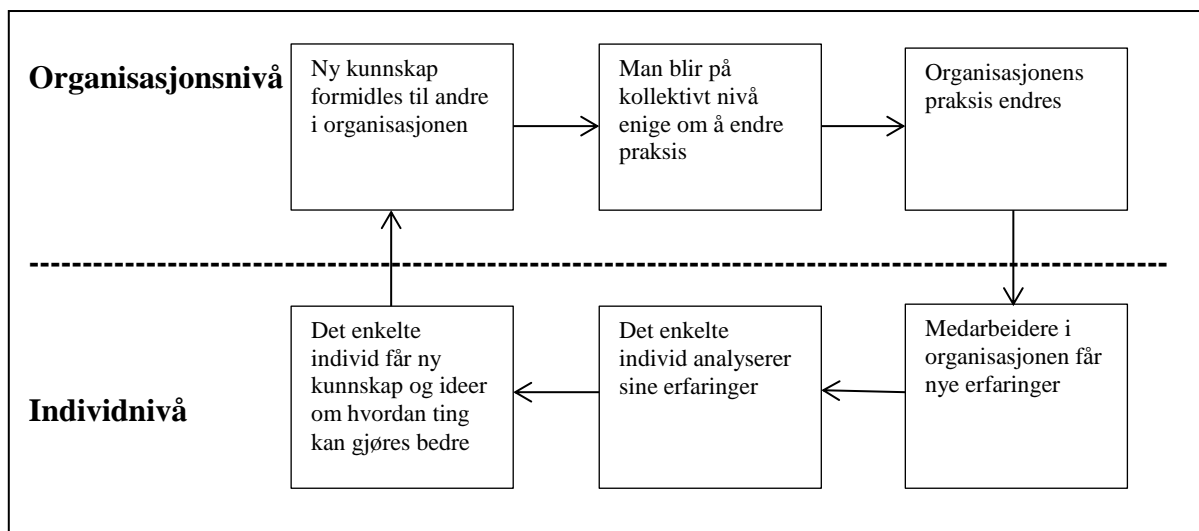 Organisasjonsnivå
Ny kunnskap
formidles til andre
i organisasjonen
Man blir på
kollektivt nivå
enige om å endre
praksis
Organisasjonens
praksis endres
Individnivå
Det enkelte
individ får ny
kunnskap og ideer
om hvordan ting
kan gjøres bedre
Det enkelte
individ analyserer
sine erfaringer
Medarbeidere i
organisasjonen får
nye erfaringer